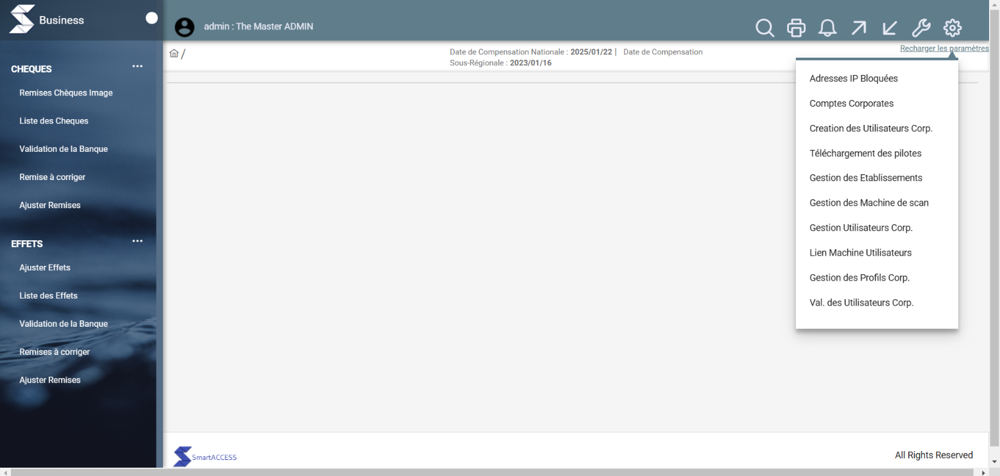 Business
admin : The Master ADMIN
Recharger les paramètres
/
Date de Compensation Nationale : 2025/01/22 | Date de Compensation
Sous-Régionale : 2023/01/16
CHEQUES
Remises Chèques Image
Liste des Cheques
Validation de la Banque
Remise à corriger
Ajuster Remises
EFFETS
Ajuster Effets
Liste des Effets
Validation de la Banque
Remises à corriger
Ajuster Remises
Adresses IP Bloquées
Comptes Corporates
Creation des Utilisateurs Corp.
Téléchargement des pilotes
Gestion des Etablissements
Gestion des Machine de scan
Gestion Utilisateurs Corp.
Lien Machine Utilisateurs
Gestion des Profils Corp.
Val. des Utilisateurs Corp.
SmartACCESS
All Rights Reserved